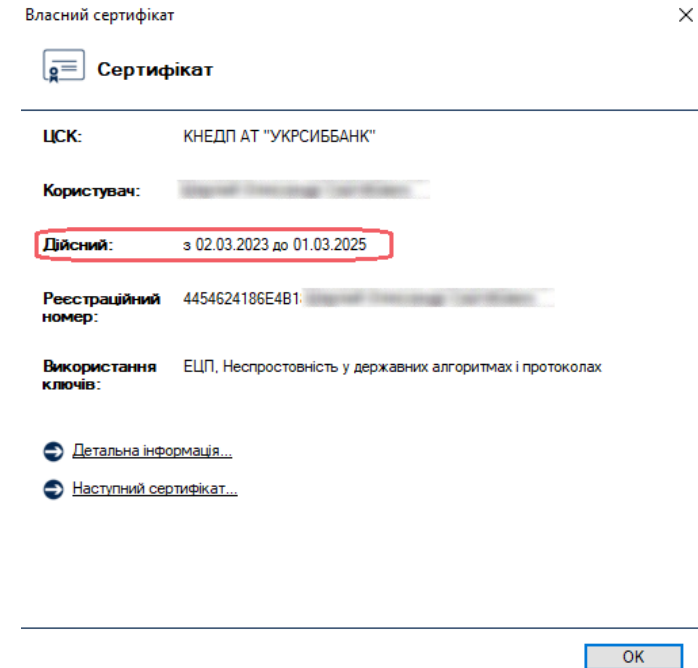 Власний сертифікат
Сертифікат
ЦСК: КНЕДП АТ "УКРСИББАНК"
Користувач:
Дійсний: з 02.03.2023 до 01.03.2025
Реєстраційний номер: 4454624186E4B1
Використання ключів: ЕЦП, Неспростовність у державних алгоритмах і протоколах
Детальна інформація...
Наступний сертифікат...
OK